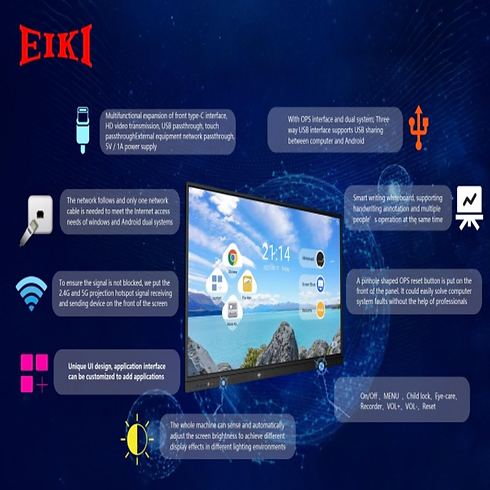 EIKI
Multifunctional expansion of front type-C interface,
HD video transmission, USB passthrough, touch
passthroughExternal equipment network passthrough,
5V / 1A power supply
With OPS interface and dual system; Three-
way USB interface supports USB sharing
between computer and Android
The network follows and only one network
cable is needed to meet the Internet access
needs of windows and Android dual systems
Smart writing whiteboard, supporting
handwriting annotation and multiple
people's operation at the same time
21:14
To ensure the signal is not blocked, we put the
2.4G and 5G projection hotspot signal receiving
and sending device on the front of the screen
A pinhole shaped OPS reset button is put on the
front of the panel. It could easily solve computer
system faults without the help of professionals
Unique UI design, application interface
can be customized to add applications
On/Off 、MENU 、Child lock、Eye-care,
Recorder, VOL+、VOL-、Reset
The whole machine can sense and automatically
adjust the screen brightness to achieve different
display effects in different lighting environments